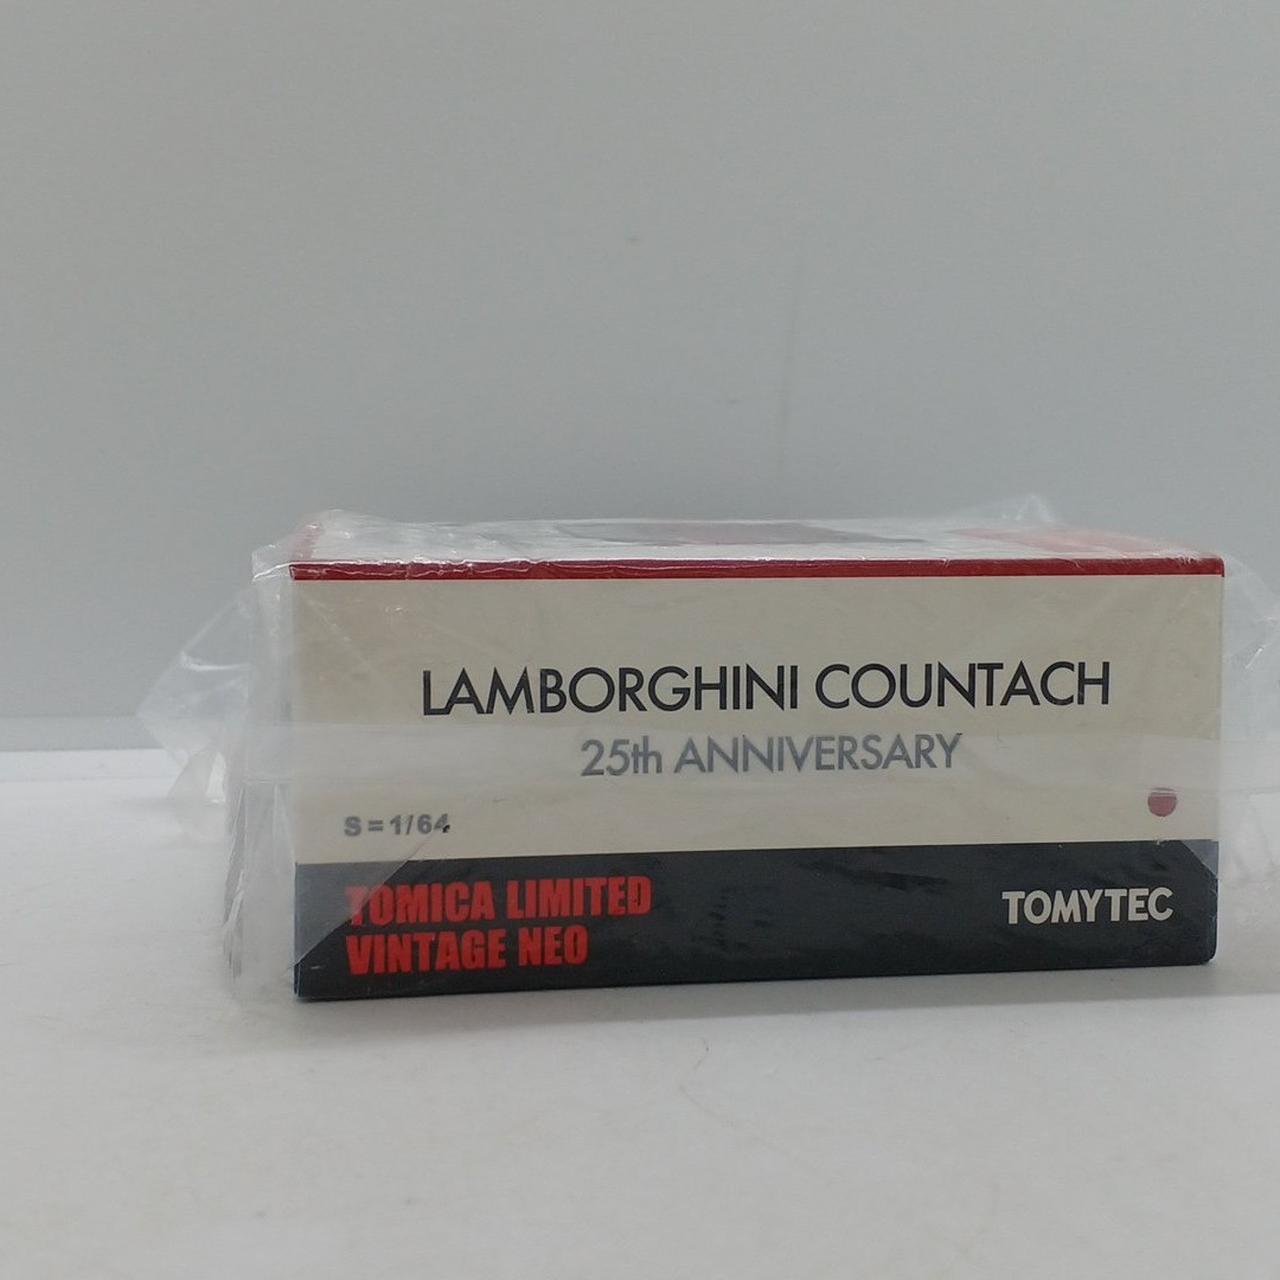 LAMBORGHINI COUNTACH
25th ANNIVERSARY
S=1/64
TOMICA LIMITED
VINTAGE NEO
TOMYTEC